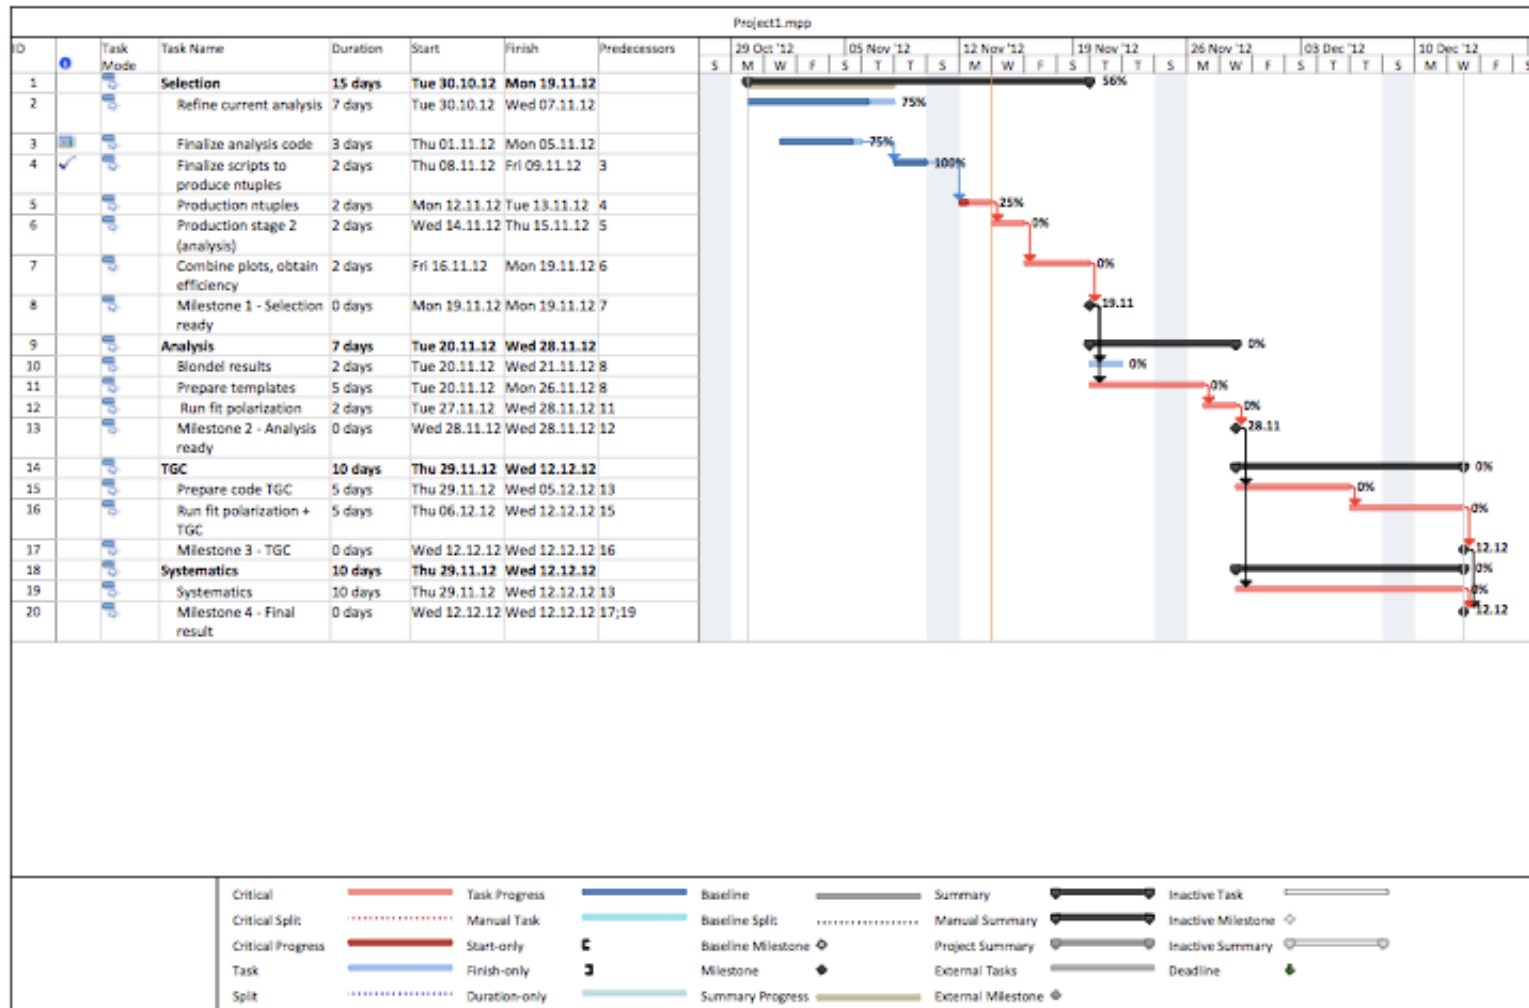 Project1.mpp
ID Task Mode Task Name Duration Start Finish Predecessors 29 Oct '12 05 Nov '12 12 Nov '12 19 Nov '12 26 Nov '12 03 Dec '12 10 Dec '12
S M W F S T T S M W F S T T S M W F S T T S M W F S
1 Selection 15 days Tue 30.10.12 Mon 19.11.12 56%
2 Refine current analysis 7 days Tue 30.10.12 Wed 07.11.12 75%
3 Finalize analysis code 3 days Thu 01.11.12 Mon 05.11.12 75%
4 Finalize scripts to 2 days Thu 08.11.12 Fri 09.11.12 3 100%
produce ntuples
5 Production ntuples 2 days Mon 12.11.12 Tue 13.11.12 4 25%
6 Production stage 2 2 days Wed 14.11.12 Thu 15.11.12 5 0%
(analysis)
7 Combine plots, obtain 2 days Fri 16.11.12 Mon 19.11.12 6 0%
efficiency
8 Milestone 1 - Selection 0 days Mon 19.11.12 Mon 19.11.12 7 19.11
ready
9 Analysis 7 days Tue 20.11.12 Wed 28.11.12 0%
10 Blondel results 2 days Tue 20.11.12 Wed 21.11.12 8 0%
11 Prepare templates 5 days Tue 20.11.12 Mon 26.11.12 8 0%
12 Run fit polarization 2 days Tue 27.11.12 Wed 28.11.12 11 0%
13 Milestone 2 - Analysis 0 days Wed 28.11.12 Wed 28.11.12 12 28.11
ready
14 TGC 10 days Thu 29.11.12 Wed 12.12.12 0%
15 Prepare code TGC 5 days Thu 29.11.12 Wed 05.12.12 13 0%
16 Run fit polarization + 5 days Thu 06.12.12 Wed 12.12.12 15 0%
TGC
17 Milestone 3 - TGC 0 days Wed 12.12.12 Wed 12.12.12 16 12.12
18 Systematics 10 days Thu 29.11.12 Wed 12.12.12 0%
19 Systematics 10 days Thu 29.11.12 Wed 12.12.12 13 0%
20 Milestone 4 - Final 0 days Wed 12.12.12 Wed 12.12.12 17;19 12.12
result
Critical Task Progress Baseline Summary Inactive Task
Critical Split Manual Task Baseline Split Manual Summary Inactive Milestone
Critical Progress Start-only Baseline Milestone Project Summary Inactive Summary
Task Finish-only Milestone External Tasks Deadline
Split Duration-only Summary Progress External Milestone